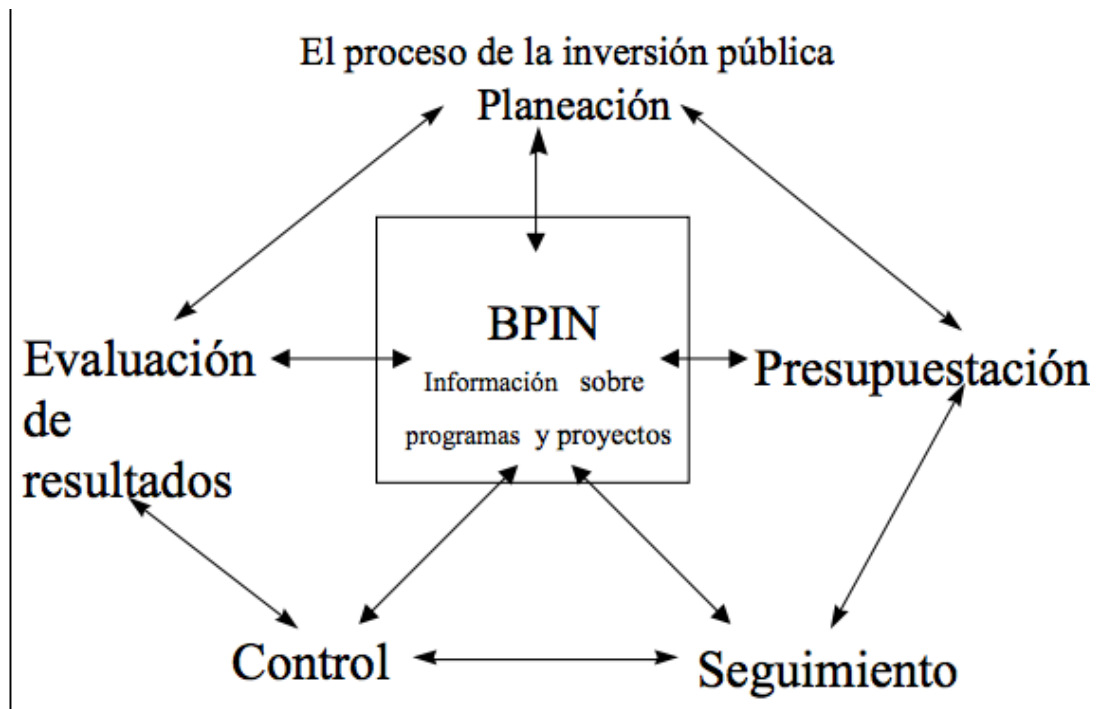 El proceso de la inversión pública
Planeación
BPIN
Información sobre
programas y proyectos
Evaluación
de
resultados
Presupuestación
Control
Seguimiento